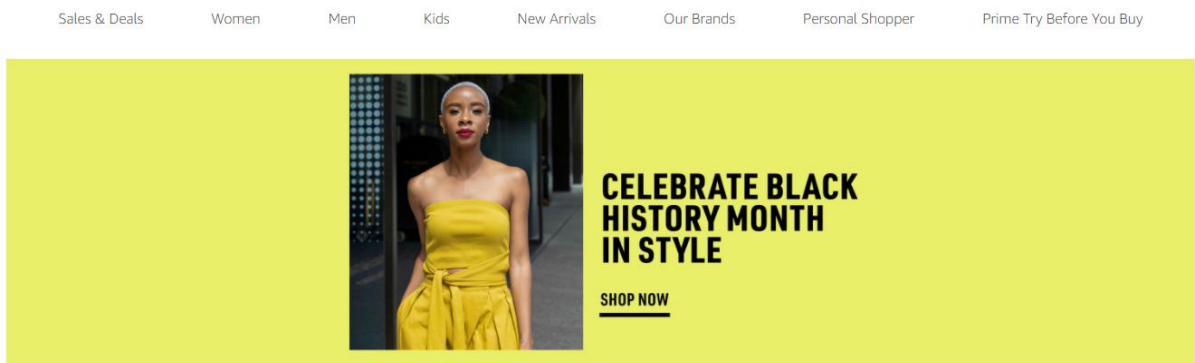 Sales & Deals Women Men Kids New Arrivals Our Brands Personal Shopper Prime Try Before You Buy
CELEBRATE BLACK
HISTORY MONTH
IN STYLE
SHOP NOW